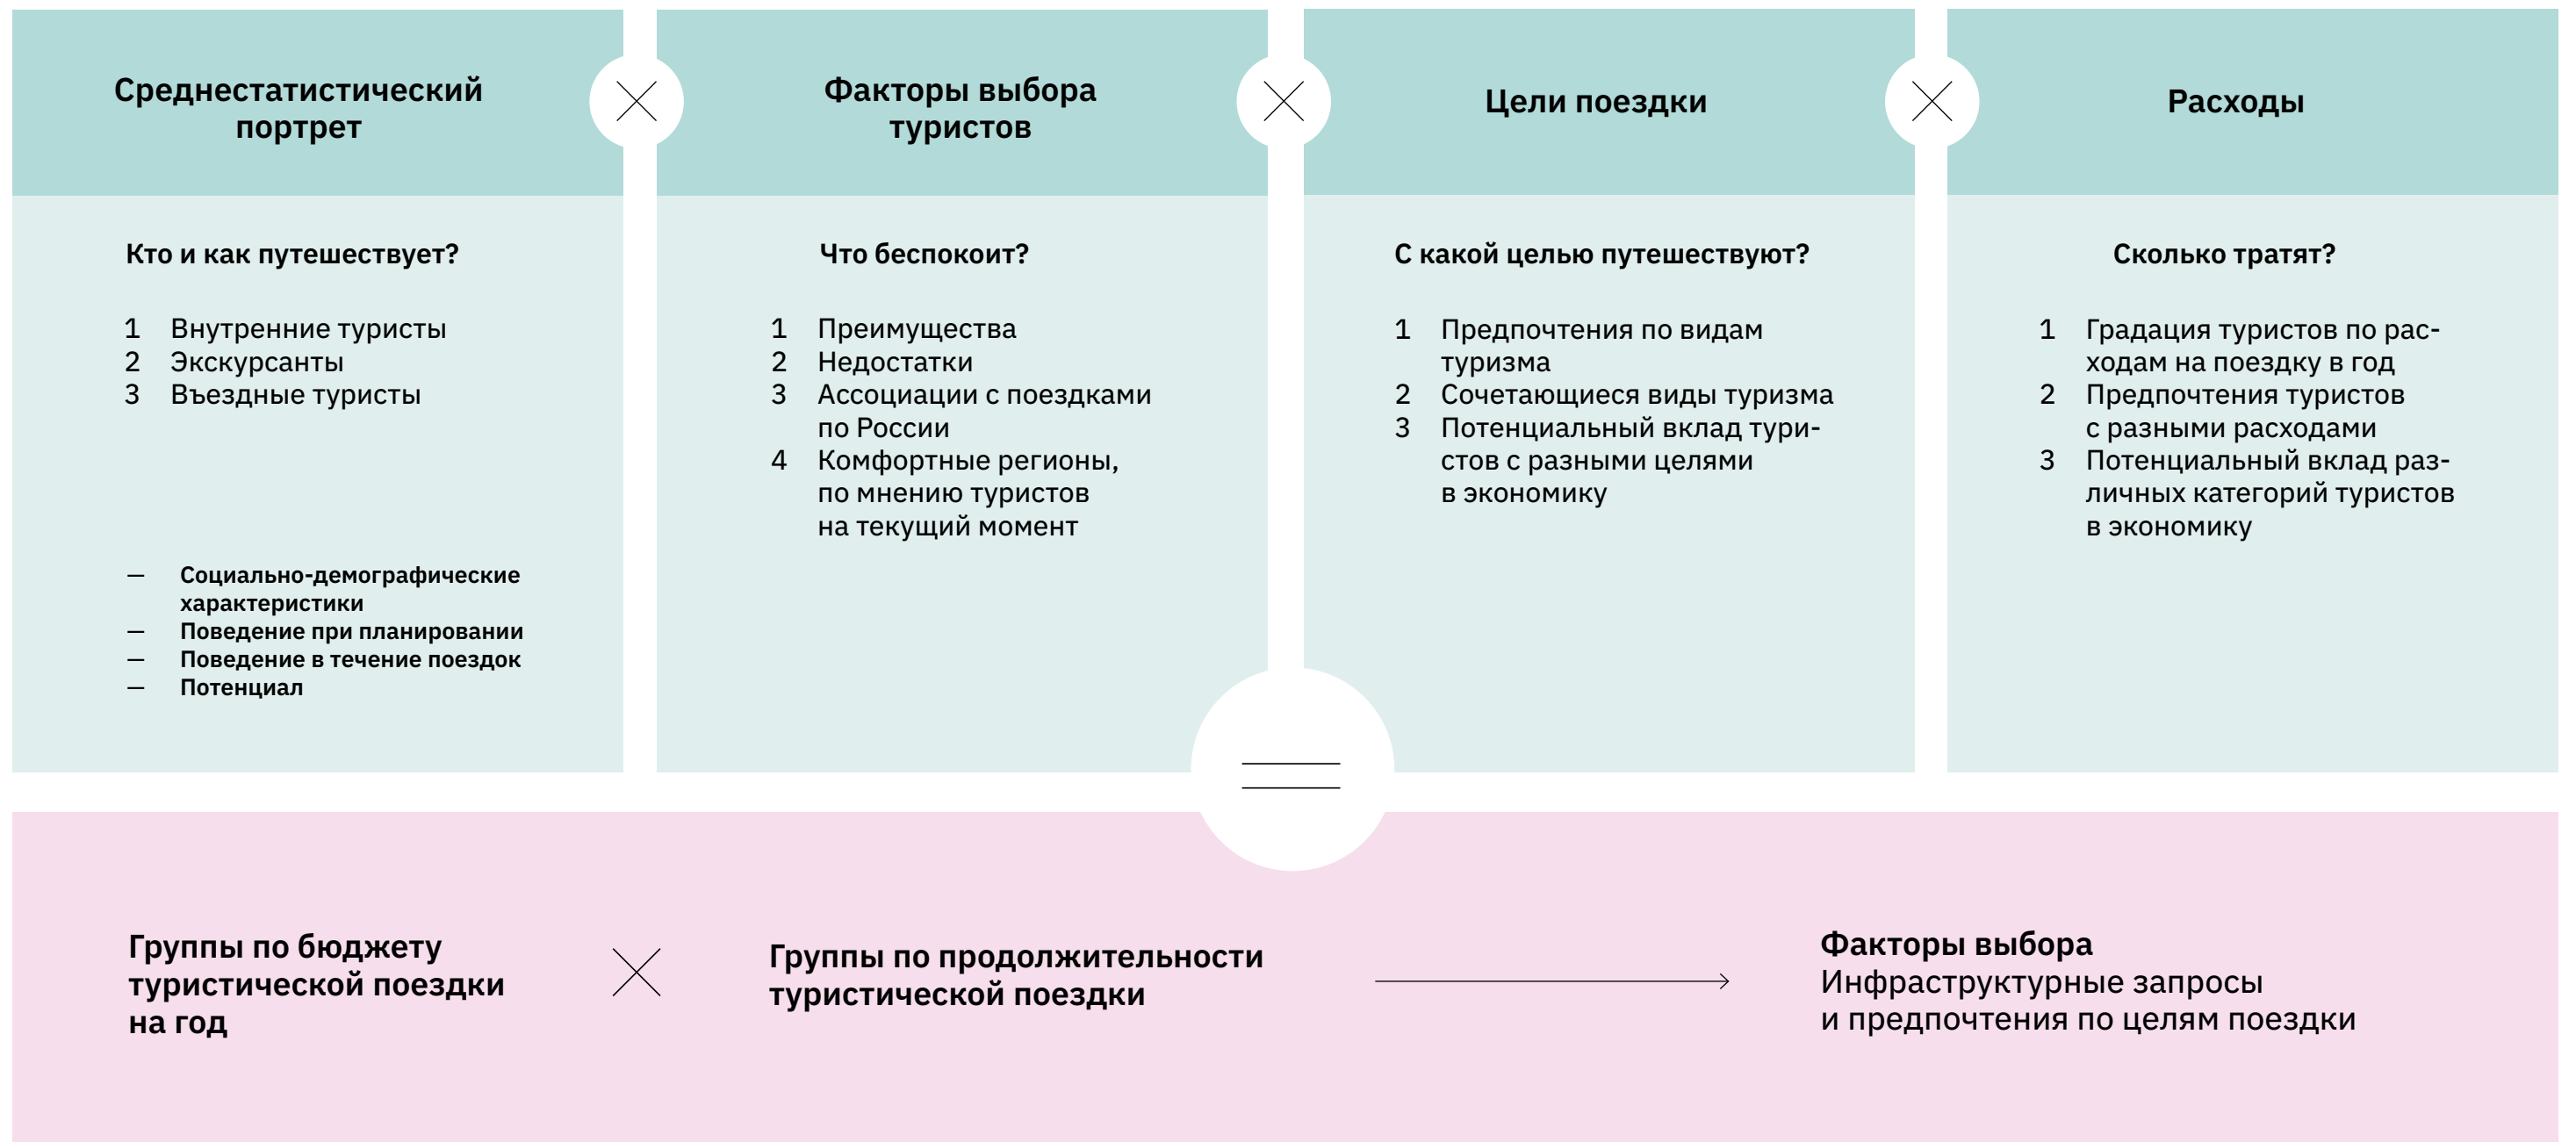 Среднестатистический
портрет
Кто и как путешествует?
1 Внутренние туристы
2 Экскурсанты
3 Въездные туристы
— Социально-демографические
характеристики
— Поведение при планировании
— Поведение в течение поездок
— Потенциал
Факторы выбора
туристов
Что беспокоит?
1 Преимущества
2 Недостатки
3 Ассоциации с поездками
по России
4 Комфортные регионы,
по мнению туристов
на текущий момент
Цели поездки
С какой целью путешествуют?
1 Предпочтения по видам
туризма
2 Сочетающиеся виды туризма
3 Потенциальный вклад тури-
стов с разными целями
в экономику
Расходы
Сколько тратят?
1 Градация туристов по рас-
ходам на поездку в год
2 Предпочтения туристов
с разными расходами
3 Потенциальный вклад раз-
личных категорий туристов
в экономику
Группы по бюджету
туристической поездки
на год
Группы по продолжительности
туристической поездки
Факторы выбора
Инфраструктурные запросы
и предпочтения по целям поездки